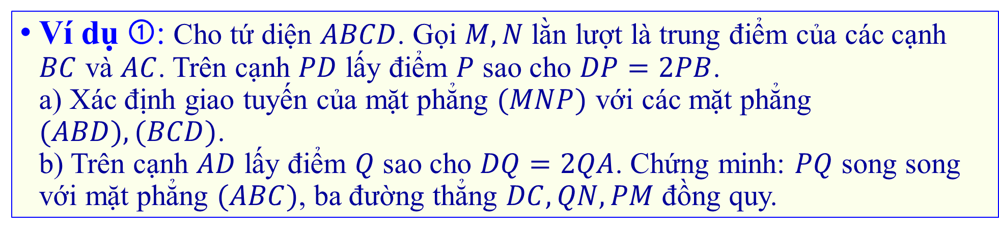 • Ví dụ ①: Cho tứ diện ABCD. Gọi M, N lần lượt là trung điểm của các cạnh
BC và AC. Trên cạnh PD lấy điểm P sao cho DP = 2PB.
a) Xác định giao tuyến của mặt phẳng (MNP) với các mặt phẳng
(ABD), (BCD).
b) Trên cạnh AD lấy điểm Q sao cho DQ = 2QA. Chứng minh: PQ song song
với mặt phẳng (ABC), ba đường thẳng DC, QN, PM đồng quy.